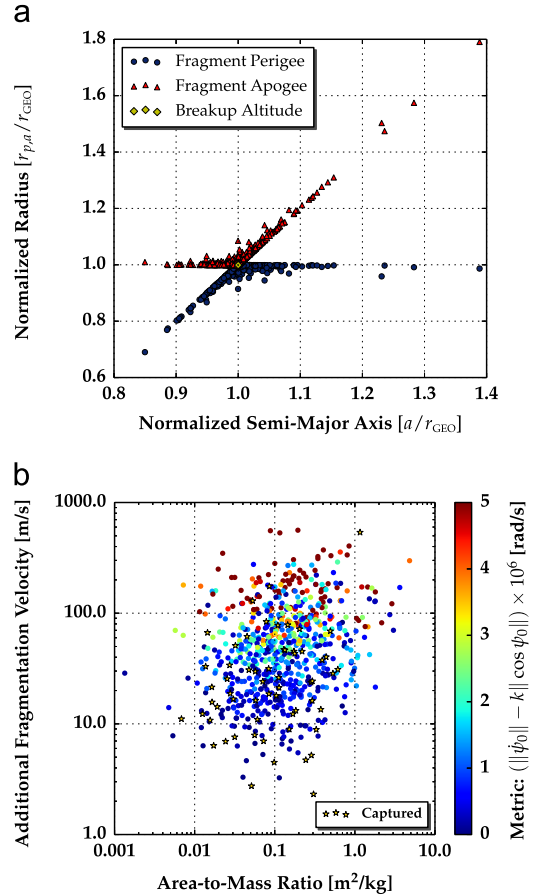 a
1.8
1.6
1.4
1.2
1.0
0.8
0.6
Normalized Radius [r_{p,a}/r_{GEO}]
Fragment Perigee
Fragment Apogee
Breakup Altitude
0.8 0.9 1.0 1.1 1.2 1.3 1.4
Normalized Semi-Major Axis [a/r_{GEO}]
b
1000.0
100.0
10.0
1.0
Additional Fragmentation Velocity [m/s]
Captured
0.001 0.01 0.1 1.0 10.0
Area-to-Mass Ratio [m²/kg]
5
4
3
2
1
0
Metric: (||ψ̇₀|| − k|| cos ψ₀||) × 10⁶ [rad/s]